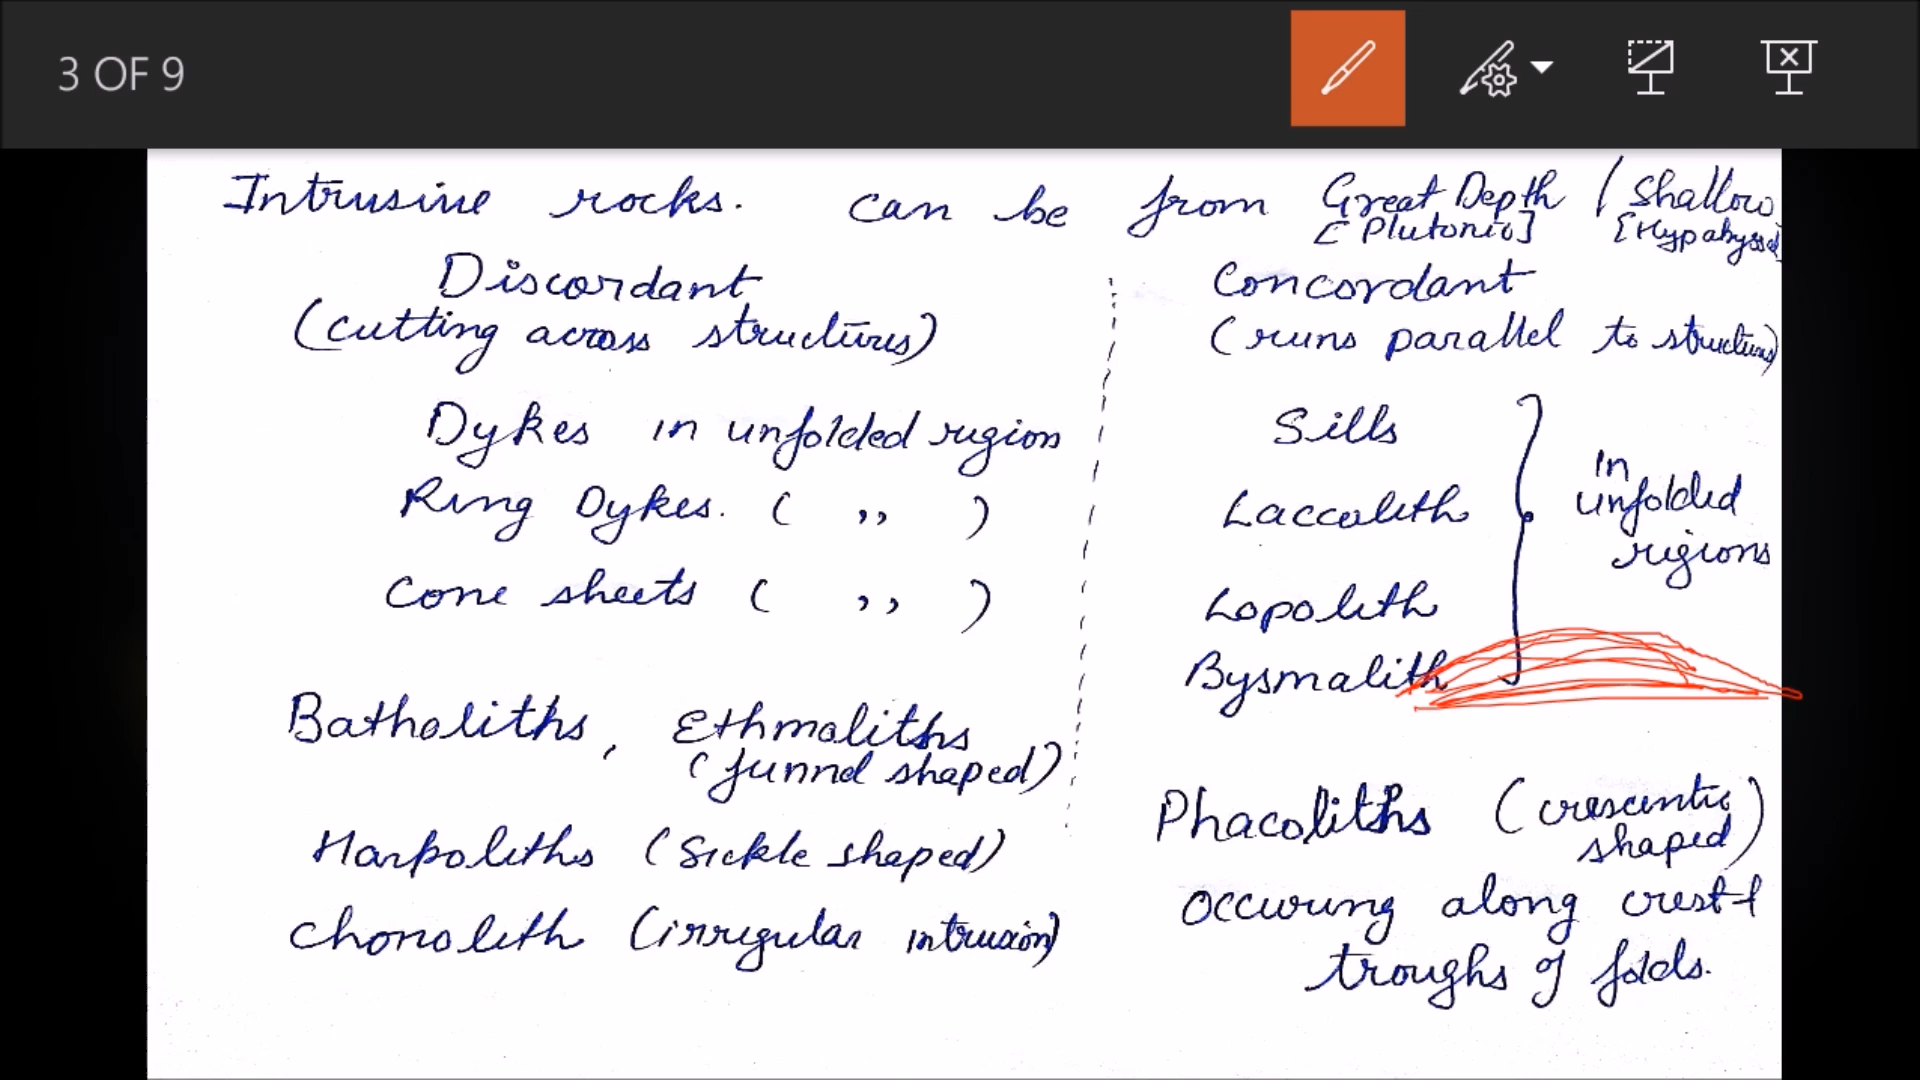 3 OF 9
Intrusive rocks. can be from Great Depth / Shallow
[Plutonic] [Hypabyssal]
Discordant
(cutting across structures)
Dykes in unfolded region
Ring Dykes. ( ,, )
Cone sheets ( ,, )
Batholiths, Ethmoliths
(funnel shaped)
Harpoliths (Sickle shaped)
Chonolith (irregular intrusion)
Concordant
(runs parallel to structures)
Sills
Laccolith
Lopolith
Bysmalith
In
unfolded
regions
Phacoliths (crescentic
shaped)
Occuring along crest +
troughs of folds.